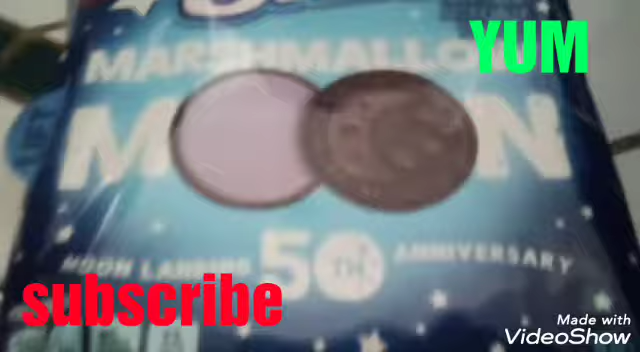 YUM
MARSHMALLOW
MOON
MOON LANDING 50TH ANNIVERSARY
subscribe
Made with
VideoShow